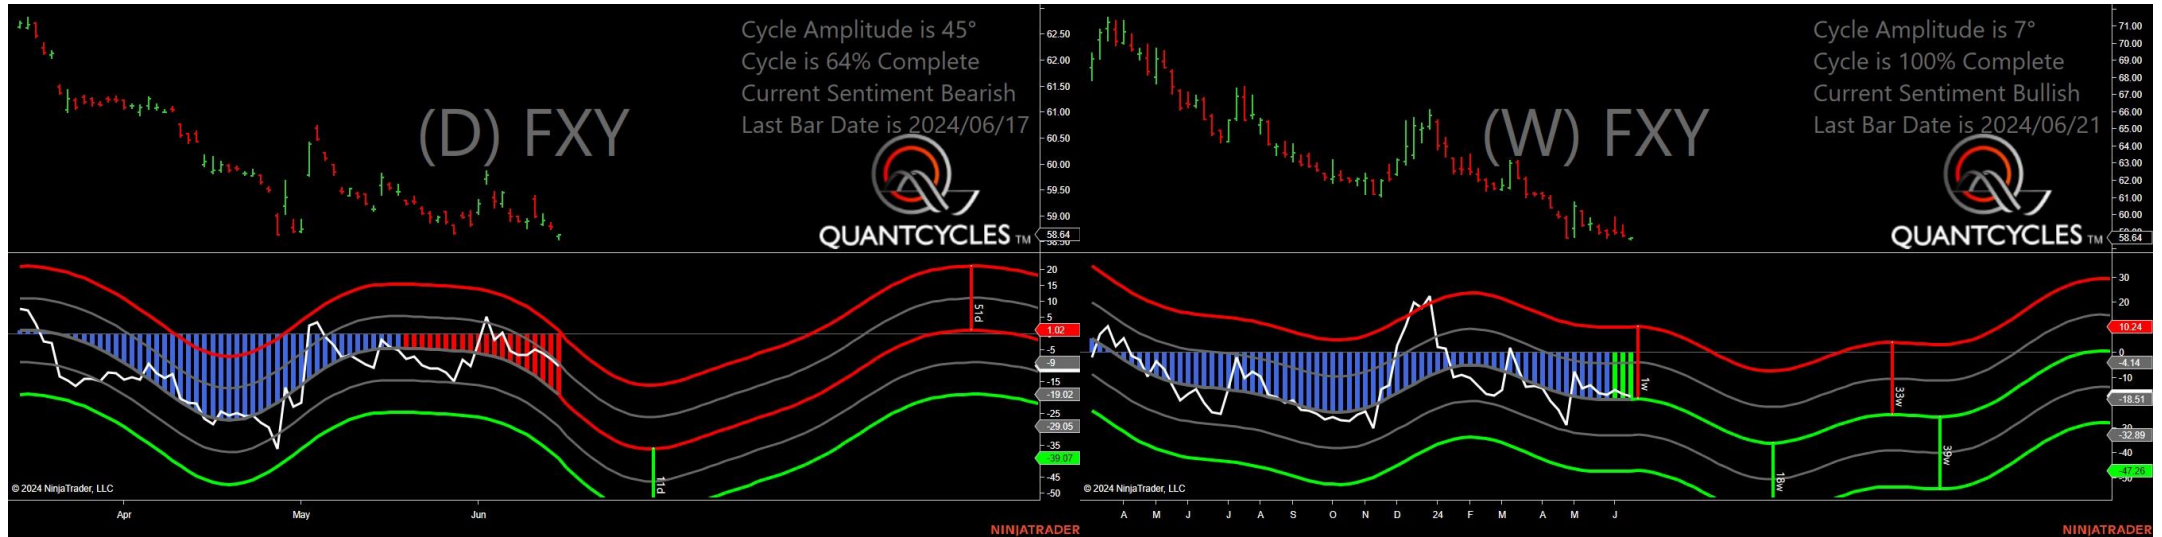 Cycle Amplitude is 45°
Cycle is 64% Complete
Current Sentiment Bearish
Last Bar Date is 2024/06/17
(D) FXY
QUANTCYCLES TM
62.50
62.00
61.50
61.00
60.50
60.00
59.50
59.00
58.64
58.50
20
15
10
5
1.02
-5
-9
-15
-19.02
-25
-29.05
-35
-39.07
-45
-50
51d
11d
© 2024 NinjaTrader, LLC
Apr May Jun
NINJATRADER
Cycle Amplitude is 7°
Cycle is 100% Complete
Current Sentiment Bullish
Last Bar Date is 2024/06/21
(W) FXY
QUANTCYCLES TM
71.00
70.00
69.00
68.00
67.00
66.00
65.00
64.00
63.00
62.00
61.00
60.00
58.64
30
20
10.24
0
-4.14
-10
-18.51
-32.89
-40
-47.26
1w
33w
18w
39w
© 2024 NinjaTrader, LLC
A M J J A S O N D 24 F M A M J
NINJATRADER